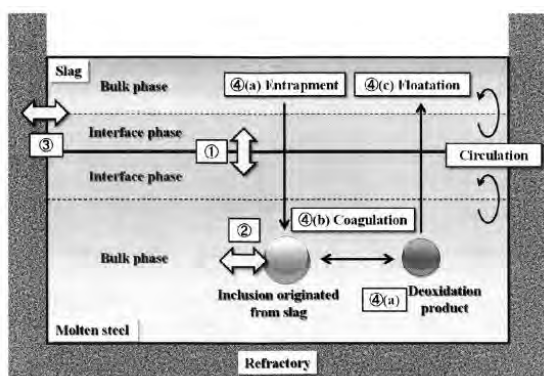 Slag
Bulk phase
④(a) Entrapment
④(c) Floatation
③
Interface phase
①
Circulation
Interface phase
④(b) Coagulation
②
Bulk phase
Inclusion originated
from slag
④(a)
Deoxidation
product
Molten steel
Refractory